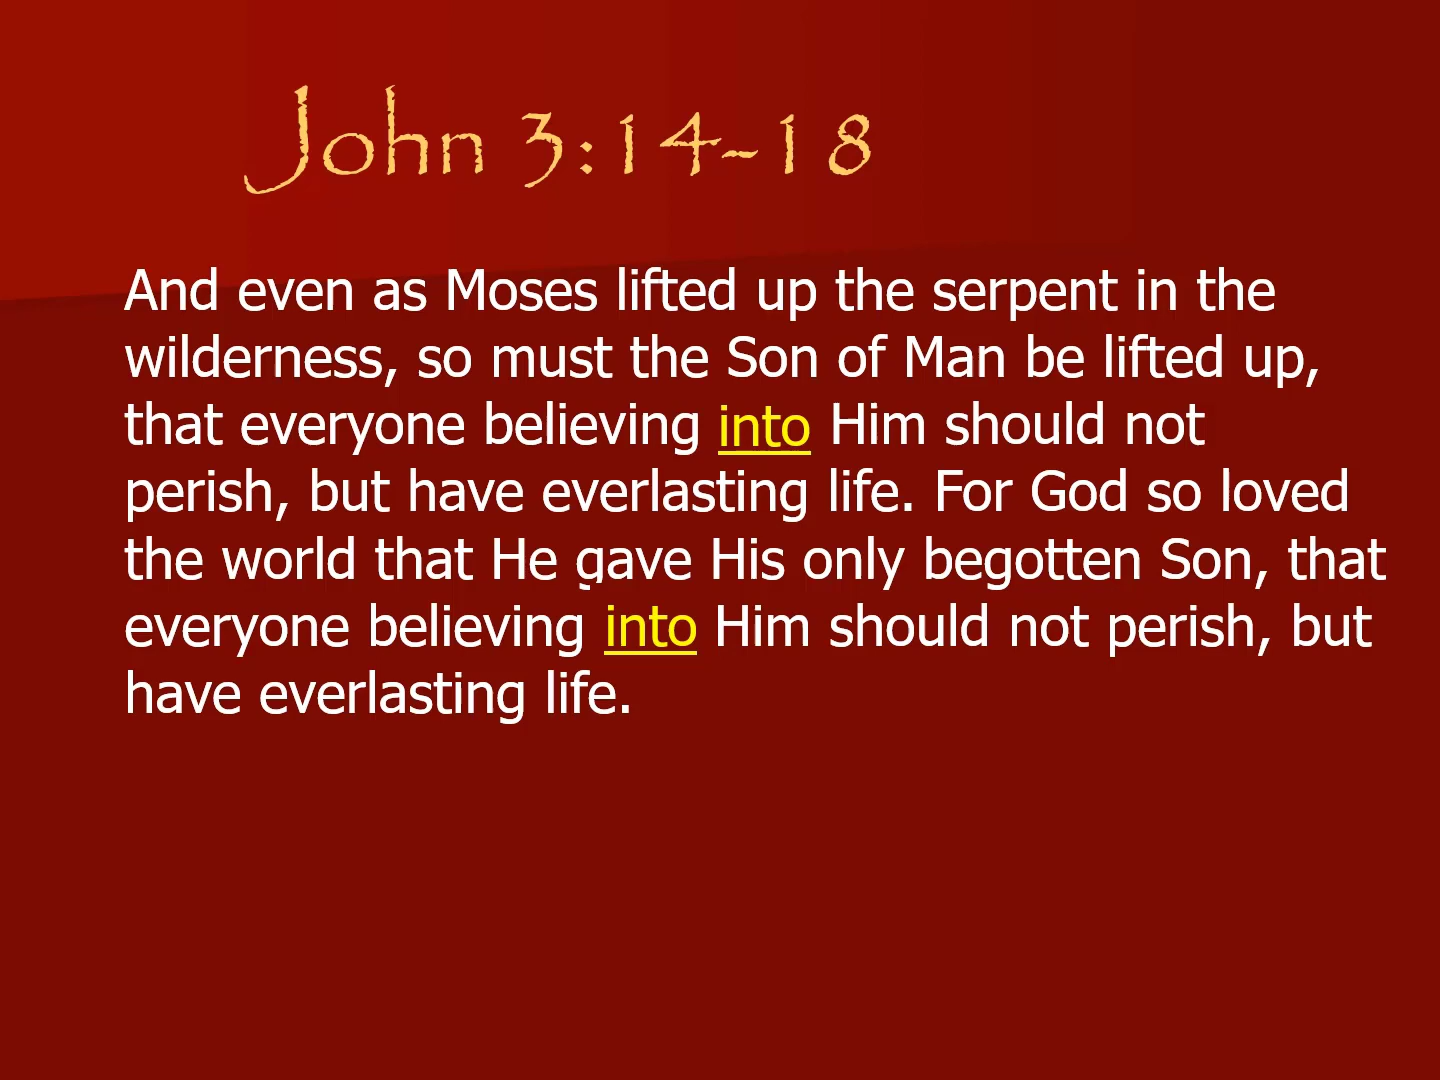 John 3:14-18
And even as Moses lifted up the serpent in the
wilderness, so must the Son of Man be lifted up,
that everyone believing into Him should not
perish, but have everlasting life. For God so loved
the world that He gave His only begotten Son, that
everyone believing into Him should not perish, but
have everlasting life.